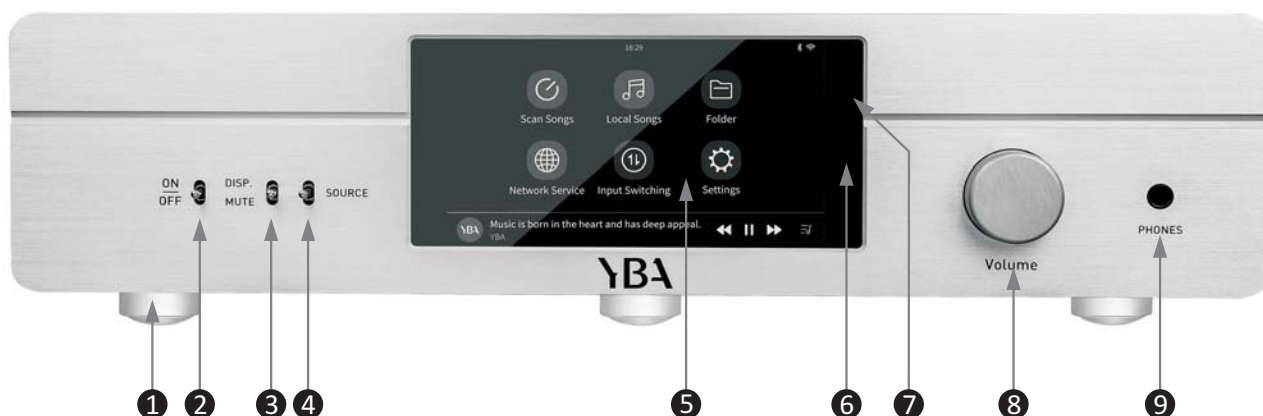 16:29
Scan Songs Local Songs Folder
Network Service Input Switching Settings
Music is born in the heart and has deep appeal.
YBA YBA
ON
OFF
DISP.
MUTE
SOURCE
YBA
Volume
PHONES
1 2 3 4 5 6 7 8 9